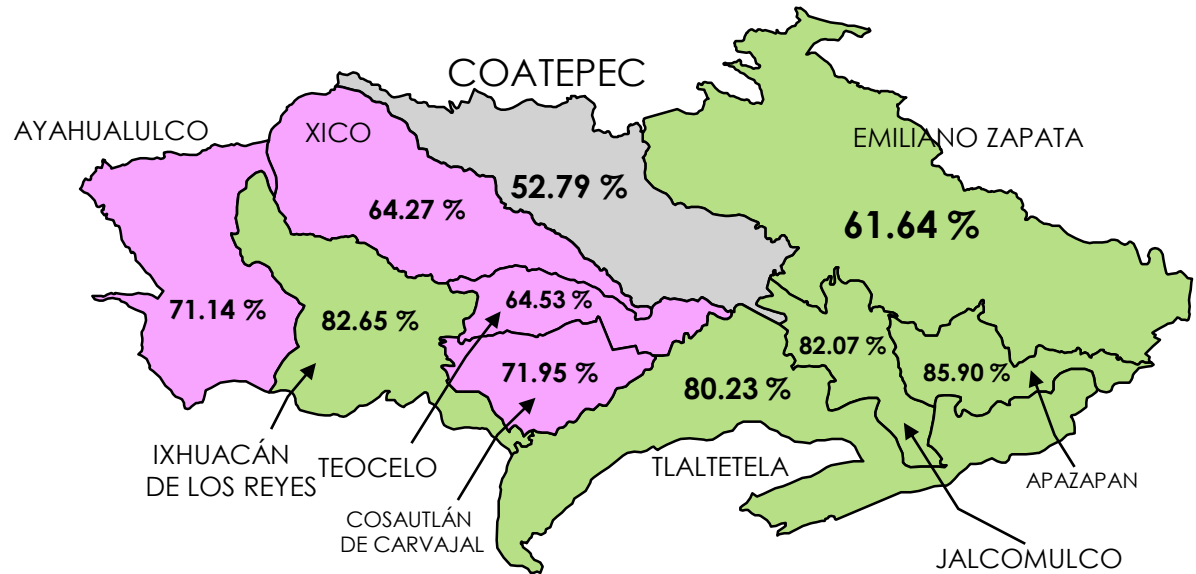 COATEPEC
AYAHUALULCO
XICO
EMILIANO ZAPATA
52.79 %
64.27 %
61.64 %
71.14 %
82.65 %
64.53 %
82.07 %
71.95 %
80.23 %
85.90 %
IXHUACÁN
DE LOS REYES
TEOCELO
TLALTETELA
APAZAPAN
COSAUTLÁN
DE CARVAJAL
JALCOMULCO